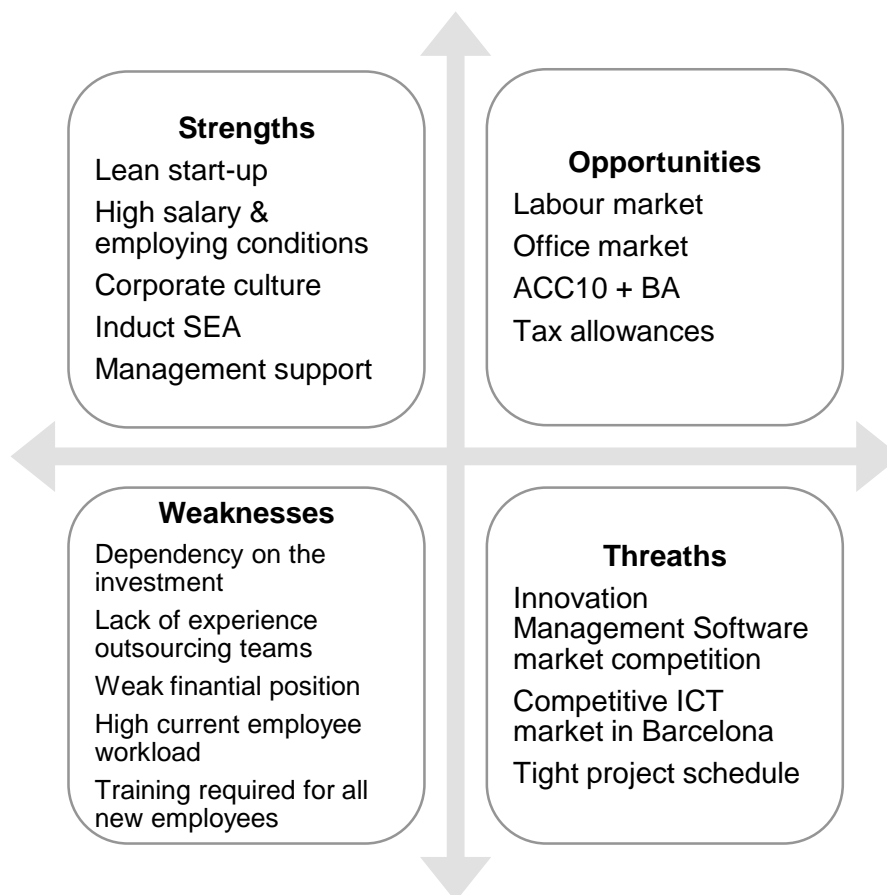 Strengths
Lean start-up
High salary &
employing conditions
Corporate culture
Induct SEA
Management support
Opportunities
Labour market
Office market
ACC10 + BA
Tax allowances
Weaknesses
Dependency on the
investment
Lack of experience
outsourcing teams
Weak finantial position
High current employee
workload
Training required for all
new employees
Threaths
Innovation
Management Software
market competition
Competitive ICT
market in Barcelona
Tight project schedule